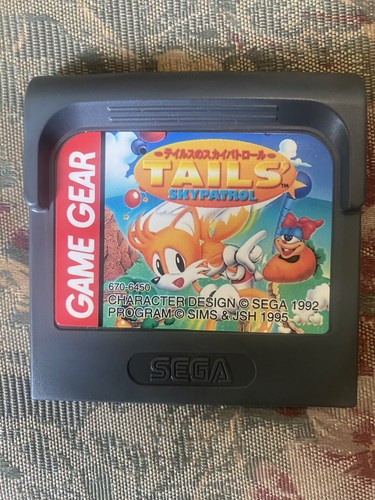 GAME GEAR
テイルスのスカイパトロール
TAILS™
SKYPATROL
670-6450
CHARACTER DESIGN © SEGA 1992
PROGRAM © SIMS & JSH 1995
SEGA